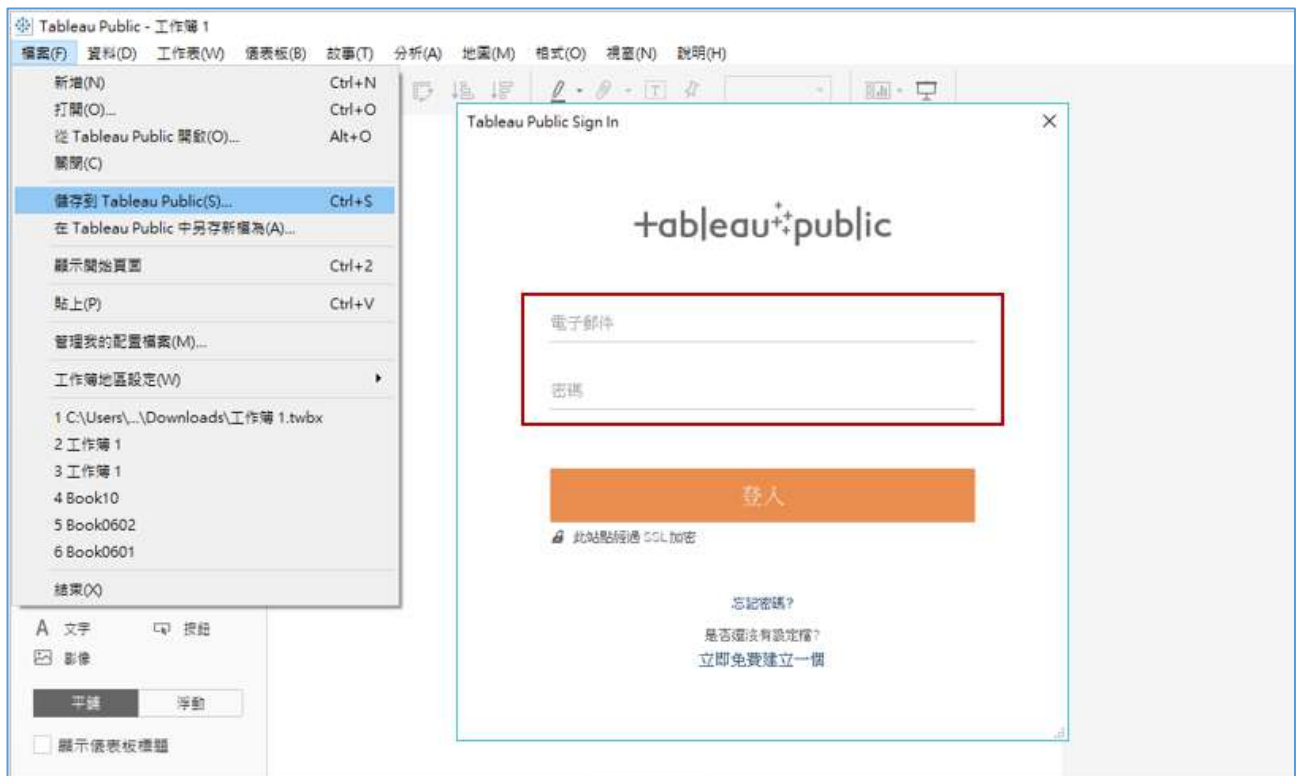 Tableau Public - 工作簿 1
檔案(F) 資料(D) 工作表(W) 儀表板(B) 故事(T) 分析(A) 地圖(M) 格式(O) 視窗(N) 說明(H)
新增(N) Ctrl+N
打開(O)... Ctrl+O
從 Tableau Public 開啟(O)... Alt+O
關閉(C)
儲存到 Tableau Public(S)... Ctrl+S
在 Tableau Public 中另存新檔為(A)...
顯示開始頁面 Ctrl+2
貼上(P) Ctrl+V
管理我的配置檔案(M)...
工作簿地區設定(W)
1 C:\Users\...\Downloads\工作簿 1.twbx
2 工作簿 1
3 工作簿 1
4 Book10
5 Book0602
6 Book0601
結束(X)
A 文字 按鈕
影像
平鋪 浮動
顯示儀表板標題
Tableau Public Sign In
tableau public
電子郵件
密碼
登入
此站點經過 SSL 加密
忘記密碼?
是否還沒有設定檔?
立即免費建立一個